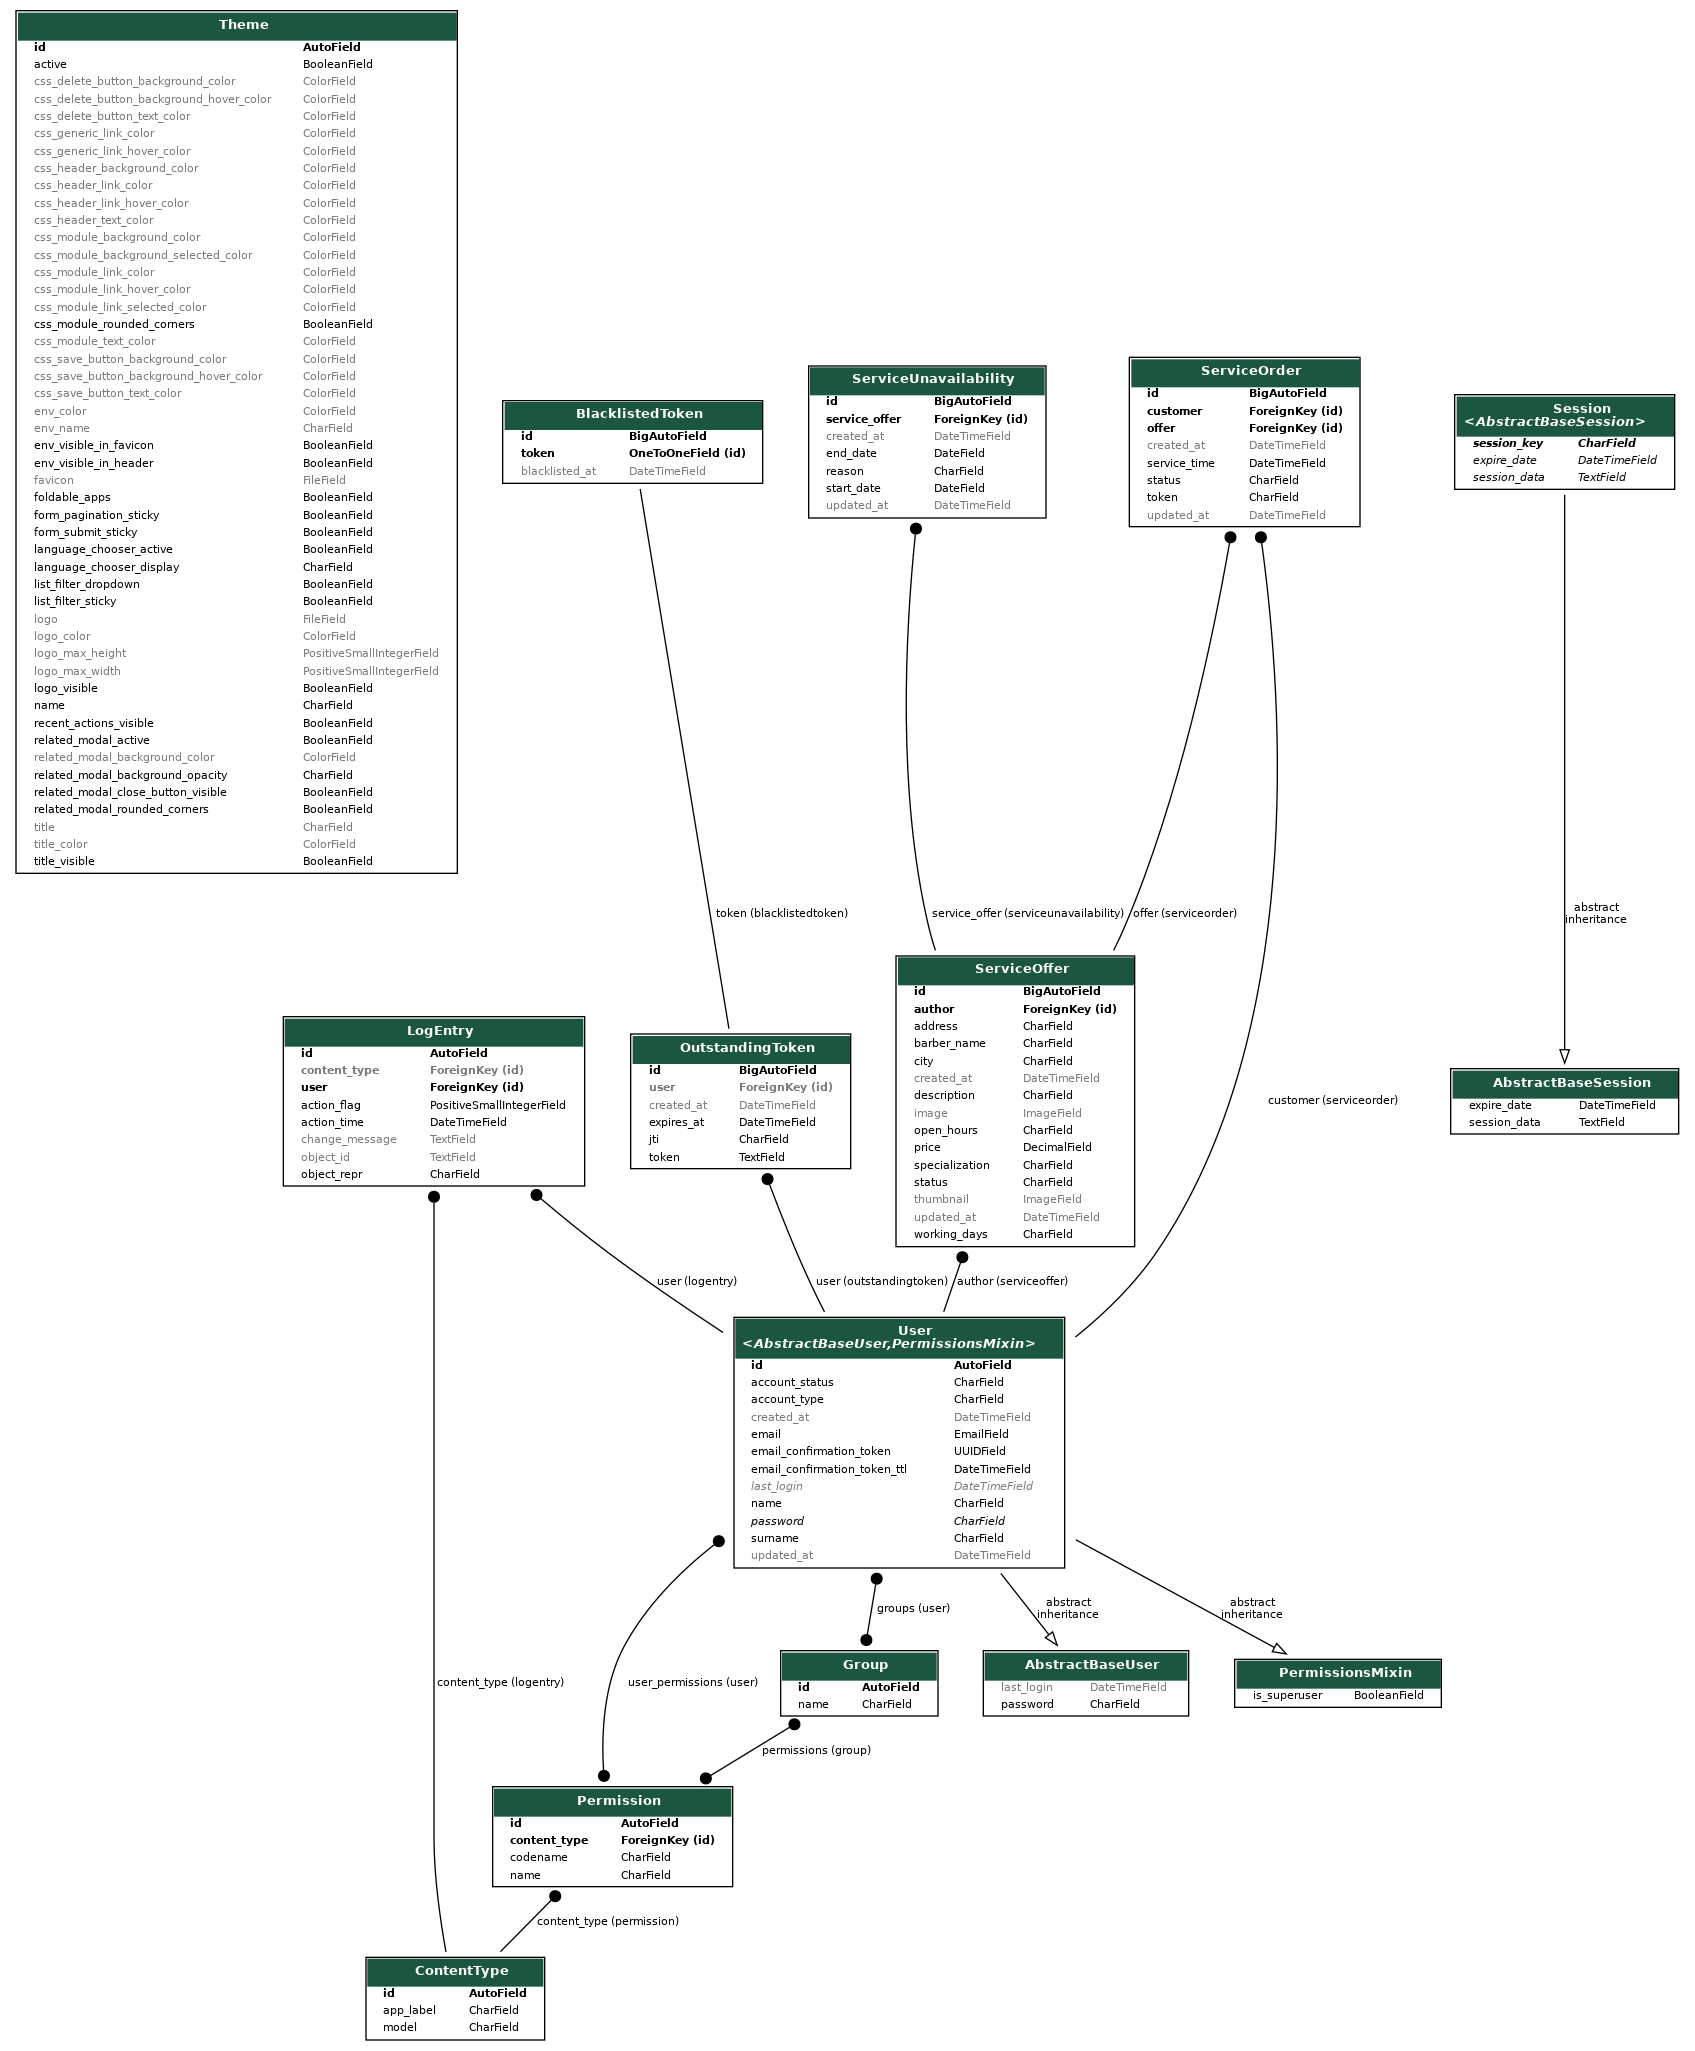 Theme
id AutoField
active BooleanField
css_delete_button_background_color ColorField
css_delete_button_background_hover_color ColorField
css_delete_button_text_color ColorField
css_generic_link_color ColorField
css_generic_link_hover_color ColorField
css_header_background_color ColorField
css_header_link_color ColorField
css_header_link_hover_color ColorField
css_header_text_color ColorField
css_module_background_color ColorField
css_module_background_selected_color ColorField
css_module_link_color ColorField
css_module_link_hover_color ColorField
css_module_link_selected_color ColorField
css_module_rounded_corners BooleanField
css_module_text_color ColorField
css_save_button_background_color ColorField
css_save_button_background_hover_color ColorField
css_save_button_text_color ColorField
env_color ColorField
env_name CharField
env_visible_in_favicon BooleanField
env_visible_in_header BooleanField
favicon FileField
foldable_apps BooleanField
form_pagination_sticky BooleanField
form_submit_sticky BooleanField
language_chooser_active BooleanField
language_chooser_display CharField
list_filter_dropdown BooleanField
list_filter_sticky BooleanField
logo FileField
logo_color ColorField
logo_max_height PositiveSmallIntegerField
logo_max_width PositiveSmallIntegerField
logo_visible BooleanField
name CharField
recent_actions_visible BooleanField
related_modal_active BooleanField
related_modal_background_color ColorField
related_modal_background_opacity CharField
related_modal_close_button_visible BooleanField
related_modal_rounded_corners BooleanField
title CharField
title_color ColorField
title_visible BooleanField
BlacklistedToken
id BigAutoField
token OneToOneField (id)
blacklisted_at DateTimeField
ServiceUnavailability
id BigAutoField
service_offer ForeignKey (id)
created_at DateTimeField
end_date DateField
reason CharField
start_date DateField
updated_at DateTimeField
ServiceOrder
id BigAutoField
customer ForeignKey (id)
offer ForeignKey (id)
created_at DateTimeField
service_time DateTimeField
status CharField
token CharField
updated_at DateTimeField
Session
<AbstractBaseSession>
session_key CharField
expire_date DateTimeField
session_data TextField
token (blacklistedtoken)
service_offer (serviceunavailability)
offer (serviceorder)
abstract
inheritance
LogEntry
id AutoField
content_type ForeignKey (id)
user ForeignKey (id)
action_flag PositiveSmallIntegerField
action_time DateTimeField
change_message TextField
object_id TextField
object_repr CharField
OutstandingToken
id BigAutoField
user ForeignKey (id)
created_at DateTimeField
expires_at DateTimeField
jti CharField
token TextField
ServiceOffer
id BigAutoField
author ForeignKey (id)
address CharField
barber_name CharField
city CharField
created_at DateTimeField
description CharField
image ImageField
open_hours CharField
price DecimalField
specialization CharField
status CharField
thumbnail ImageField
updated_at DateTimeField
working_days CharField
customer (serviceorder)
AbstractBaseSession
expire_date DateTimeField
session_data TextField
user (logentry)
user (outstandingtoken)
author (serviceoffer)
User
<AbstractBaseUser,PermissionsMixin>
id AutoField
account_status CharField
account_type CharField
created_at DateTimeField
email EmailField
email_confirmation_token UUIDField
email_confirmation_token_ttl DateTimeField
last_login DateTimeField
name CharField
password CharField
surname CharField
updated_at DateTimeField
groups (user)
abstract
inheritance
abstract
inheritance
content_type (logentry)
user_permissions (user)
Group
id AutoField
name CharField
AbstractBaseUser
last_login DateTimeField
password CharField
PermissionsMixin
is_superuser BooleanField
permissions (group)
Permission
id AutoField
content_type ForeignKey (id)
codename CharField
name CharField
content_type (permission)
ContentType
id AutoField
app_label CharField
model CharField